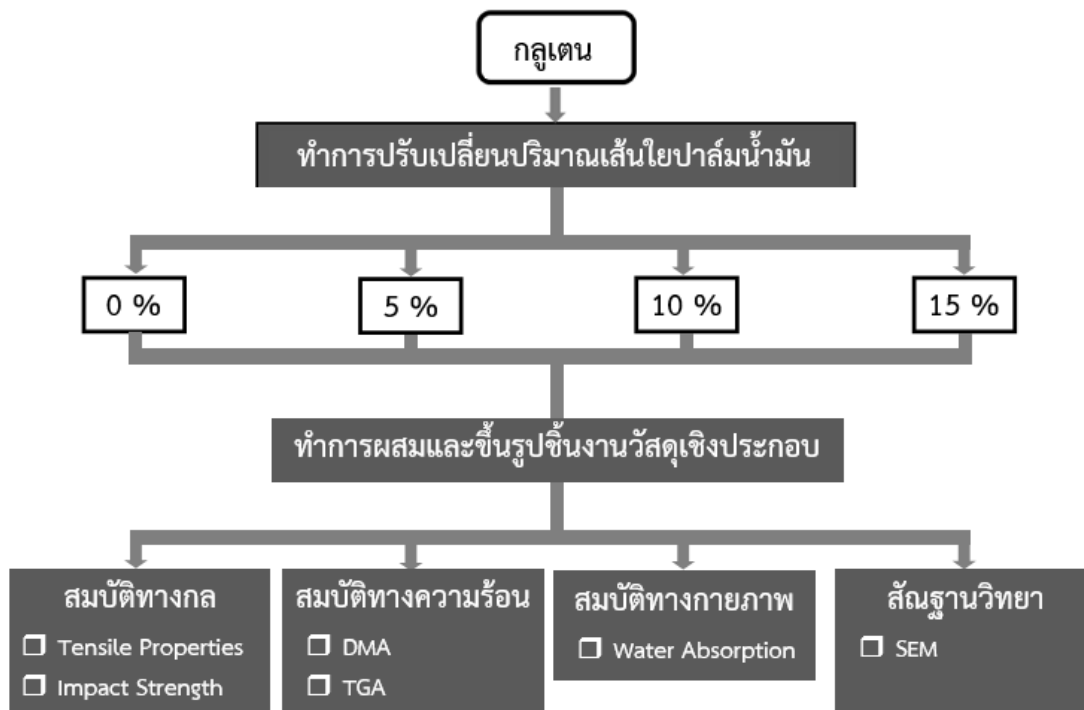 กลูเตน
ทำการปรับเปลี่ยนปริมาณเส้นใยปาล์มน้ำมัน
0 %
5 %
10 %
15 %
ทำการผสมและขึ้นรูปชิ้นงานวัสดุเชิงประกอบ
สมบัติทางกล
❒ Tensile Properties
❒ Impact Strength
สมบัติทางความร้อน
❒ DMA
❒ TGA
สมบัติทางกายภาพ
❒ Water Absorption
สัณฐานวิทยา
❒ SEM